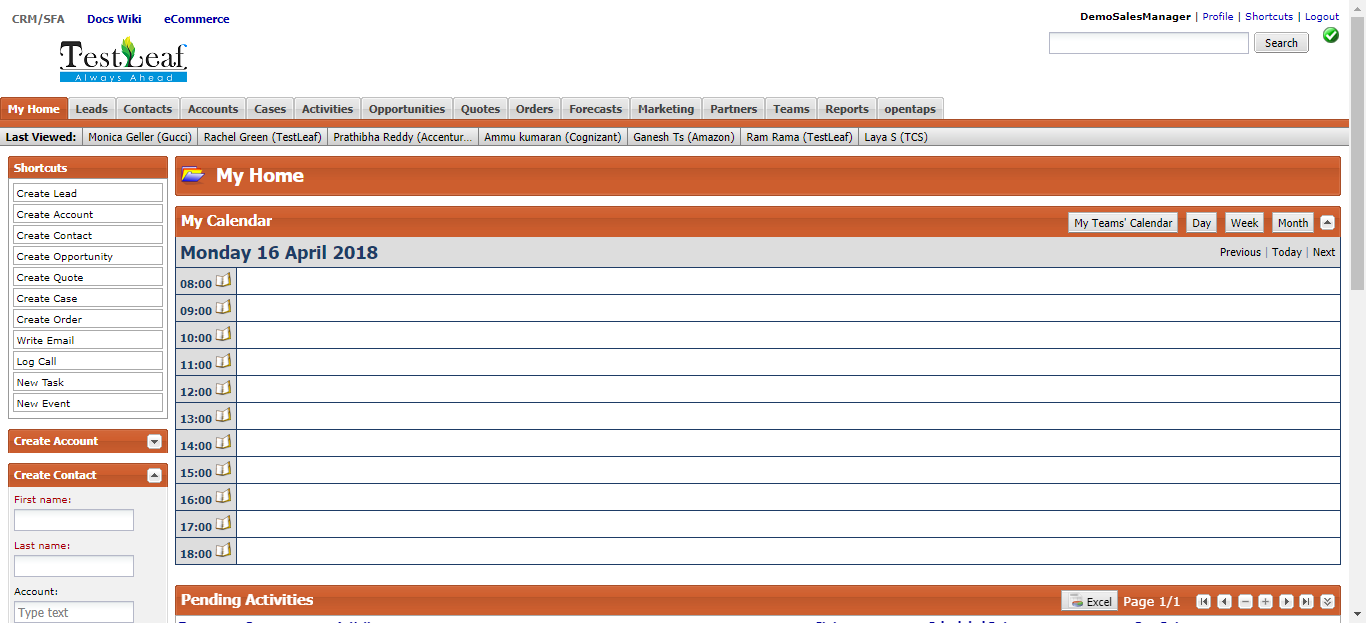 CRM/SFA Docs Wiki eCommerce
DemoSalesManager | Profile | Shortcuts | Logout
TestLeaf
Always Ahead
Search
My Home Leads Contacts Accounts Cases Activities Opportunities Quotes Orders Forecasts Marketing Partners Teams Reports opentaps
Last Viewed: Monica Geller (Gucci) Rachel Green (TestLeaf) Prathibha Reddy (Accentur... Ammu kumaran (Cognizant) Ganesh Ts (Amazon) Ram Rama (TestLeaf) Laya S (TCS)
Shortcuts
Create Lead
Create Account
Create Contact
Create Opportunity
Create Quote
Create Case
Create Order
Write Email
Log Call
New Task
New Event
Create Account
Create Contact
First name:
Last name:
Account:
Type text
My Home
My Calendar My Teams' Calendar Day Week Month
Monday 16 April 2018 Previous | Today | Next
08:00
09:00
10:00
11:00
12:00
13:00
14:00
15:00
16:00
17:00
18:00
Pending Activities Excel Page 1/1